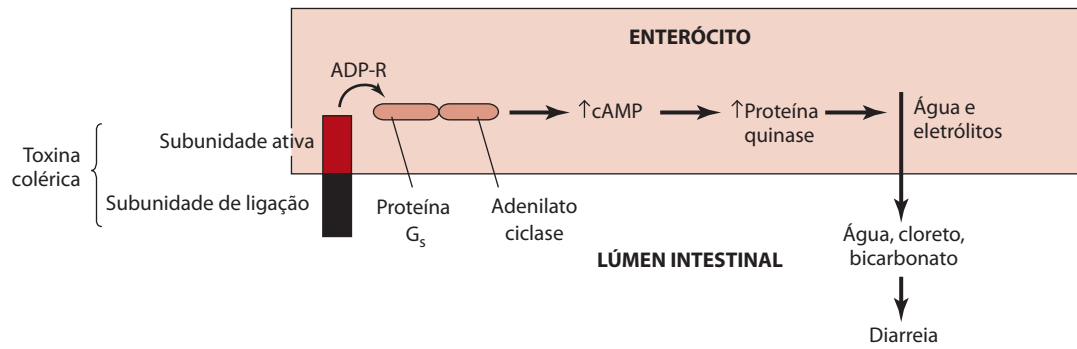 ENTERÓCITO
ADP-R
↑cAMP
↑Proteína
quinase
Água e
eletrólitos
Toxina
colérica
Subunidade ativa
Subunidade de ligação
Proteína
Gs
Adenilato
ciclase
LÚMEN INTESTINAL
Água, cloreto,
bicarbonato
Diarreia